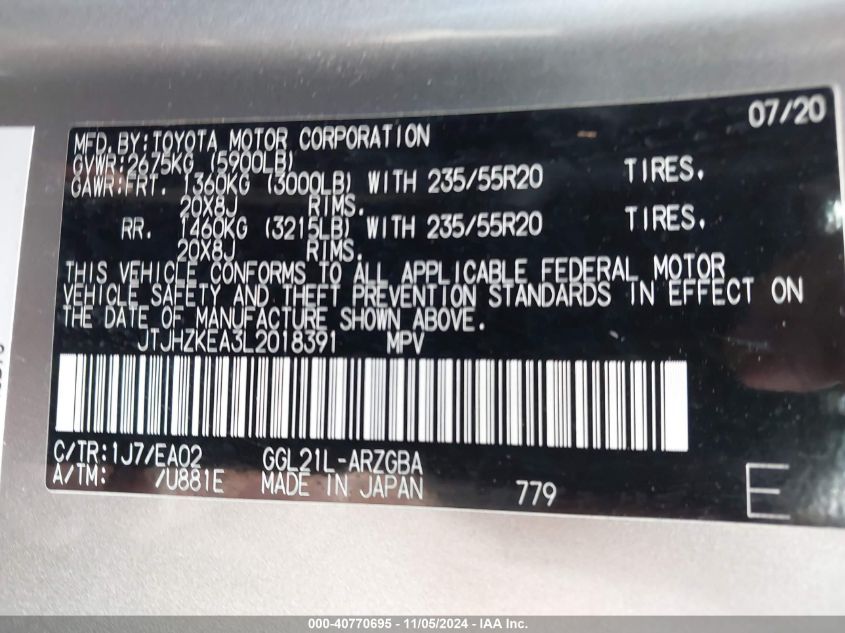 07/20
MFD.BY:TOYOTA MOTOR CORPORATION
GVWR:2675KG (5900LB)
GAWR:FRT. 1360KG (3000LB) WITH 235/55R20 TIRES.
20X8J RIMS.
RR. 1460KG (3215LB) WITH 235/55R20 TIRES.
20X8J RIMS.
THIS VEHICLE CONFORMS TO ALL APPLICABLE FEDERAL MOTOR
VEHICLE SAFETY AND THEFT PREVENTION STANDARDS IN EFFECT ON
THE DATE OF MANUFACTURE SHOWN ABOVE.
JTJHZKEA3L2018391 MPV
C/TR:1J7/EA02 GGL21L-ARZGBA
A/TM: /U881E MADE IN JAPAN 779 E
000-40770695 - 11/05/2024 - IAA Inc.